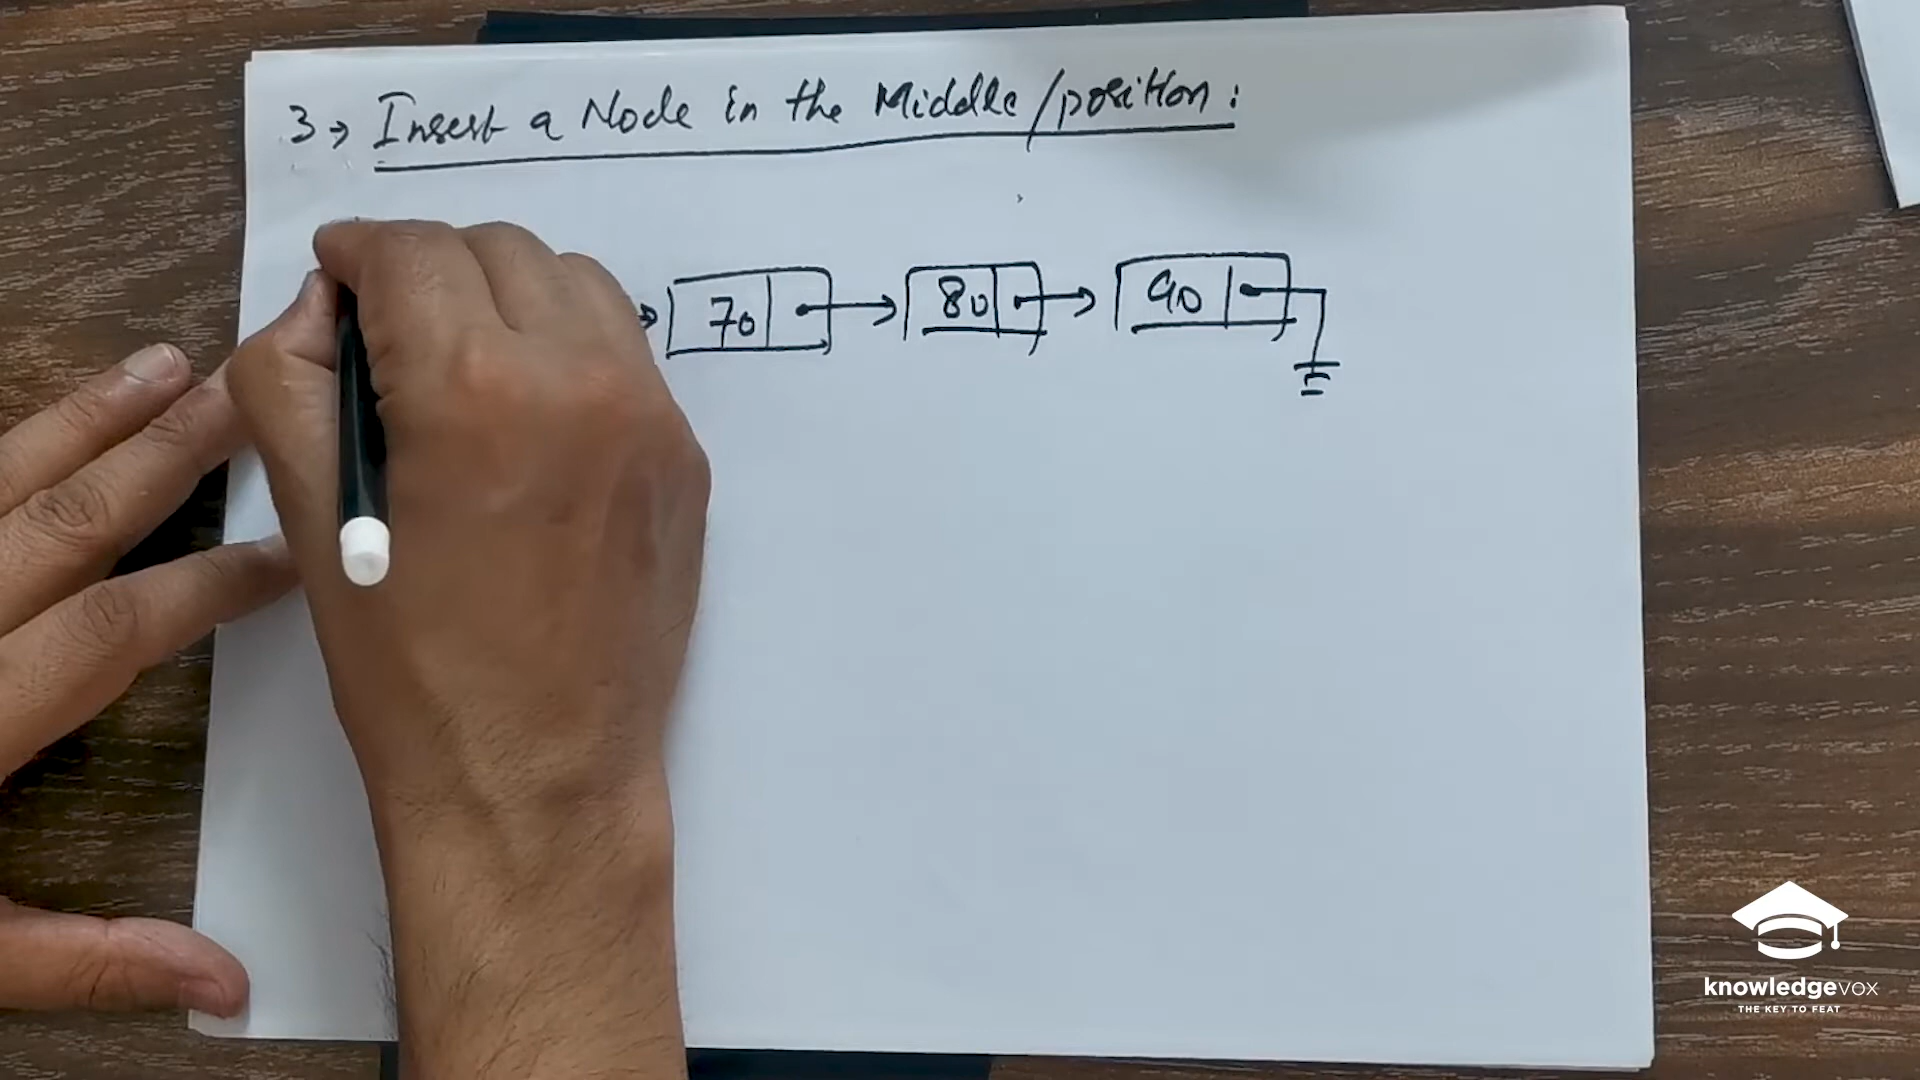 3→ Insert a Node in the Middle/position:
70 80 90
knowledgevox
THE KEY TO FEAT